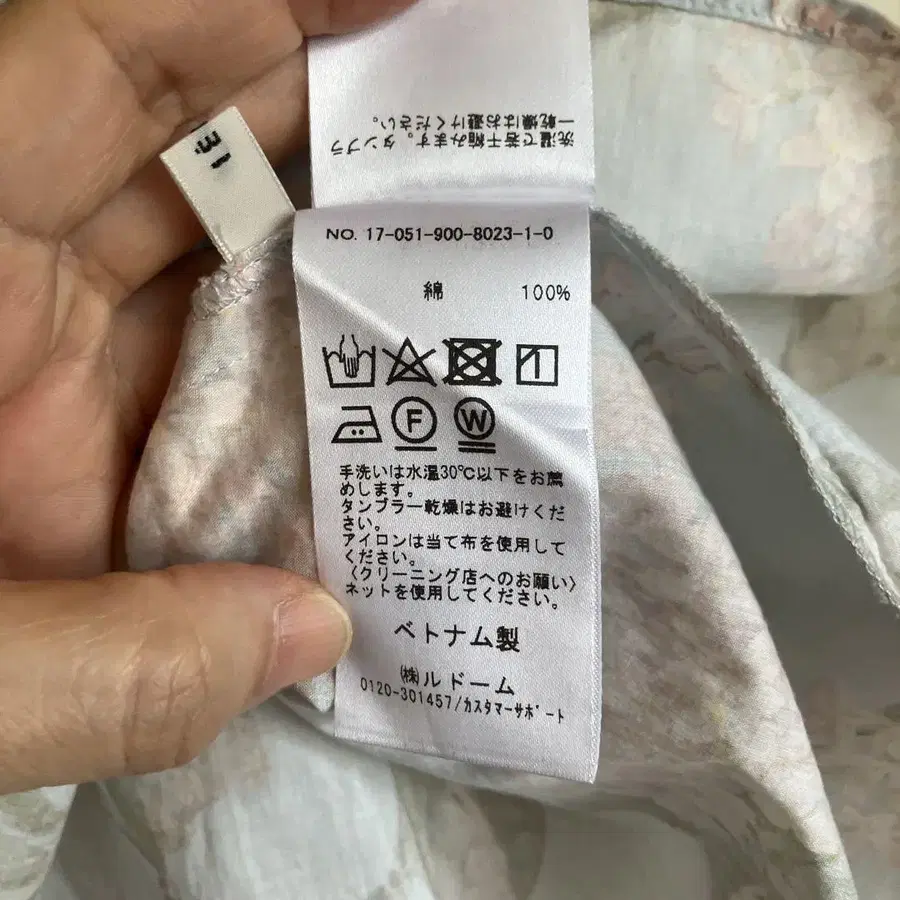 洗濯で若干縮みます。タンブラ
ー乾燥はお避けください。
NO. 17-051-900-8023-1-0
綿 100%
F W
手洗いは水温30℃以下をお薦
めします。
タンブラー乾燥はお避けくだ
さい。
アイロンは当て布を使用して
ください。
〈クリーニング店へのお願い〉
ネットを使用してください。
ベトナム製
㈱ルドーム
0120-301457/カスタマーサポート